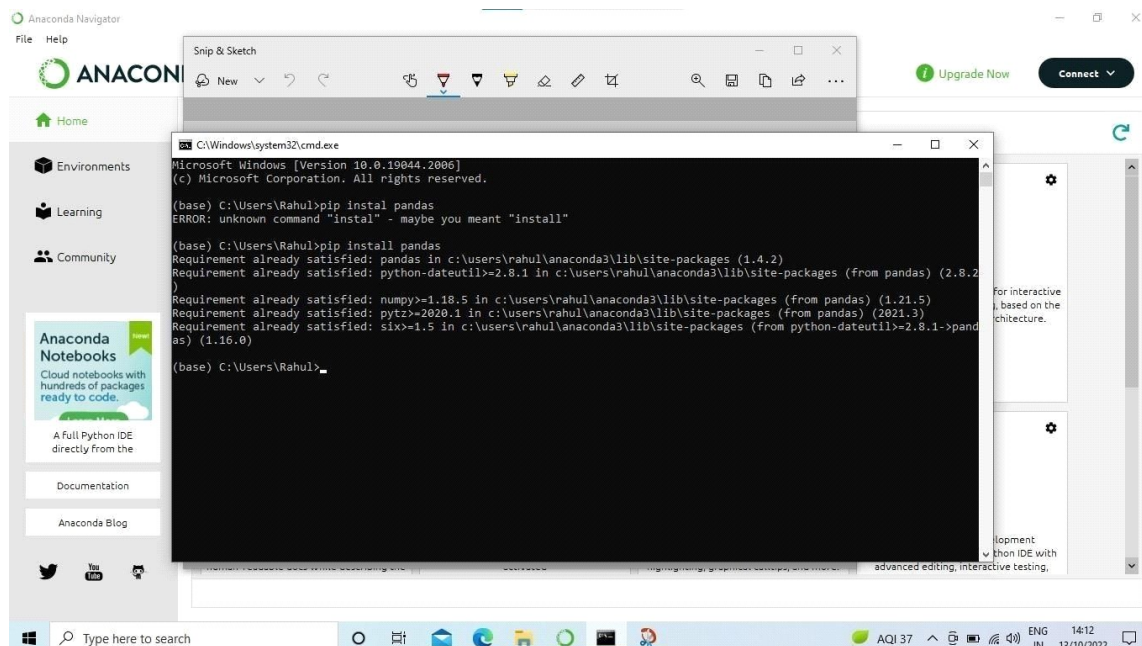 Anaconda Navigator
File Help
Snip & Sketch
New
Upgrade Now
Connect
Home
Environments
Learning
Community
C:\Windows\system32\cmd.exe
Microsoft Windows [Version 10.0.19044.2006]
(c) Microsoft Corporation. All rights reserved.
(base) C:\Users\Rahul>pip instal pandas
ERROR: unknown command "instal" - maybe you meant "install"
(base) C:\Users\Rahul>pip install pandas
Requirement already satisfied: pandas in c:\users\rahul\anaconda3\lib\site-packages (1.4.2)
Requirement already satisfied: python-dateutil>=2.8.1 in c:\users\rahul\anaconda3\lib\site-packages (from pandas) (2.8.2
)
Requirement already satisfied: numpy>=1.18.5 in c:\users\rahul\anaconda3\lib\site-packages (from pandas) (1.21.5)
Requirement already satisfied: pytz>=2020.1 in c:\users\rahul\anaconda3\lib\site-packages (from pandas) (2021.3)
Requirement already satisfied: six>=1.5 in c:\users\rahul\anaconda3\lib\site-packages (from python-dateutil>=2.8.1->pand
as) (1.16.0)
(base) C:\Users\Rahul>
for interactive
, based on the
Anaconda
Notebooks
New!
Cloud notebooks with
hundreds of packages
ready to code.
A full Python IDE
directly from the
Documentation
Anaconda Blog
You
Tube
thon IDE with
advanced editing, interactive testing,
Type here to search
AQI 37
ENG
IN
14:12
13/10/2022